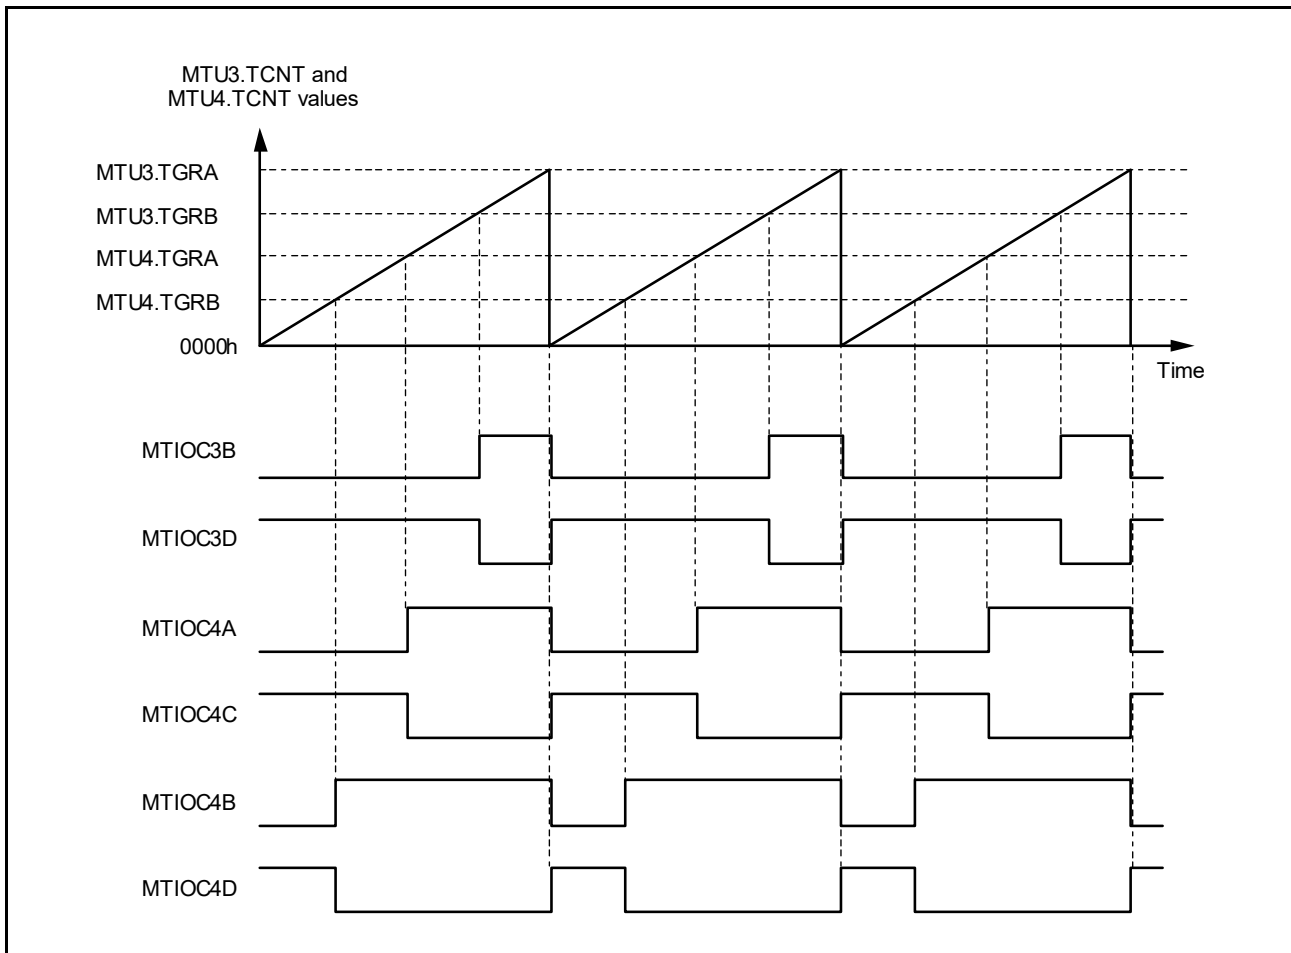 MTU3.TCNT and
MTU4.TCNT values
MTU3.TGRA
MTU3.TGRB
MTU4.TGRA
MTU4.TGRB
0000h
Time
MTIOC3B
MTIOC3D
MTIOC4A
MTIOC4C
MTIOC4B
MTIOC4D